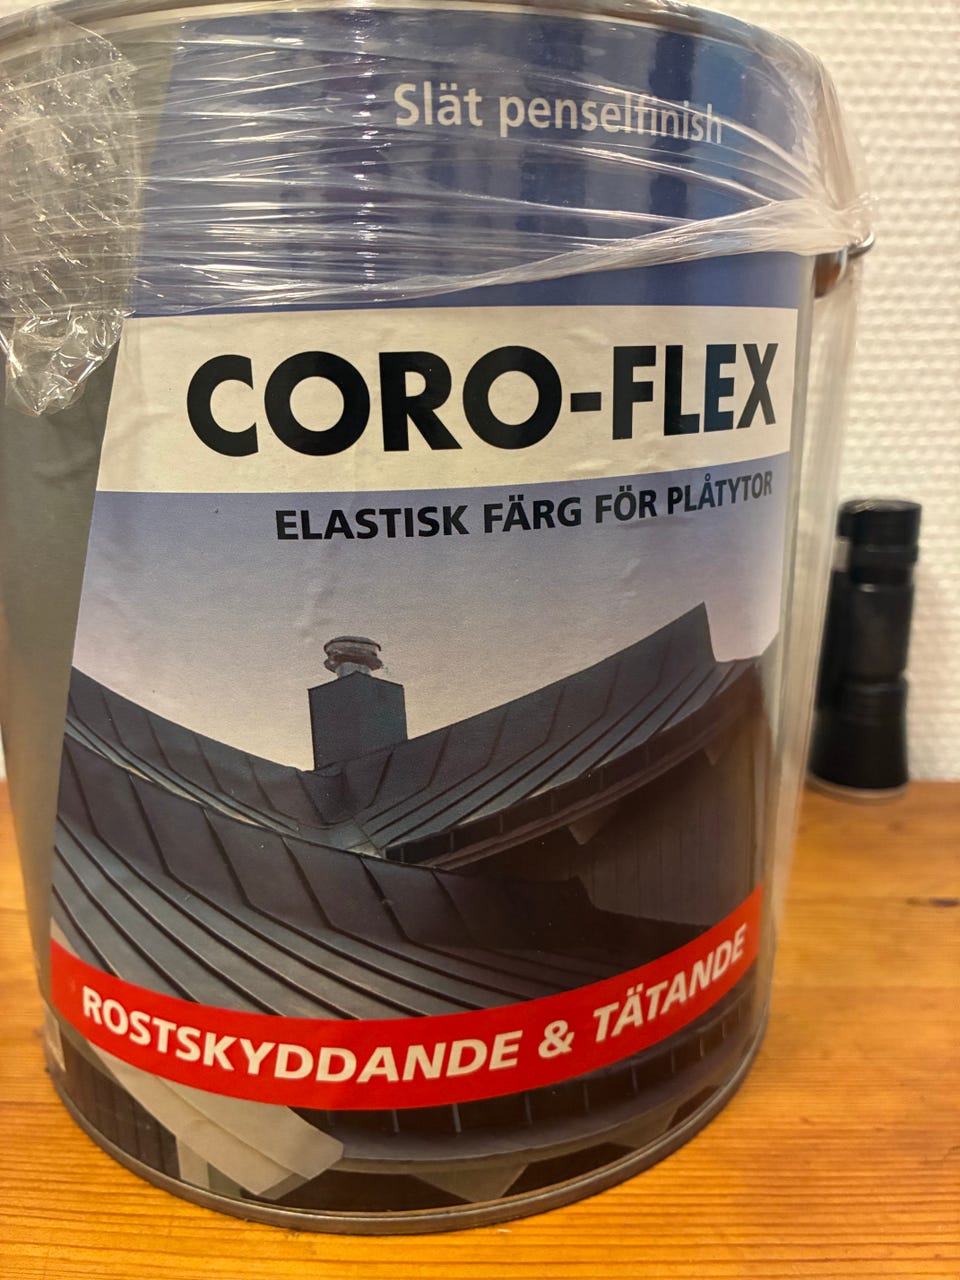 Slät penselfinish
CORO-FLEX
ELASTISK FÄRG FÖR PLÅTYTOR
ROSTSKYDDANDE & TÄTANDE